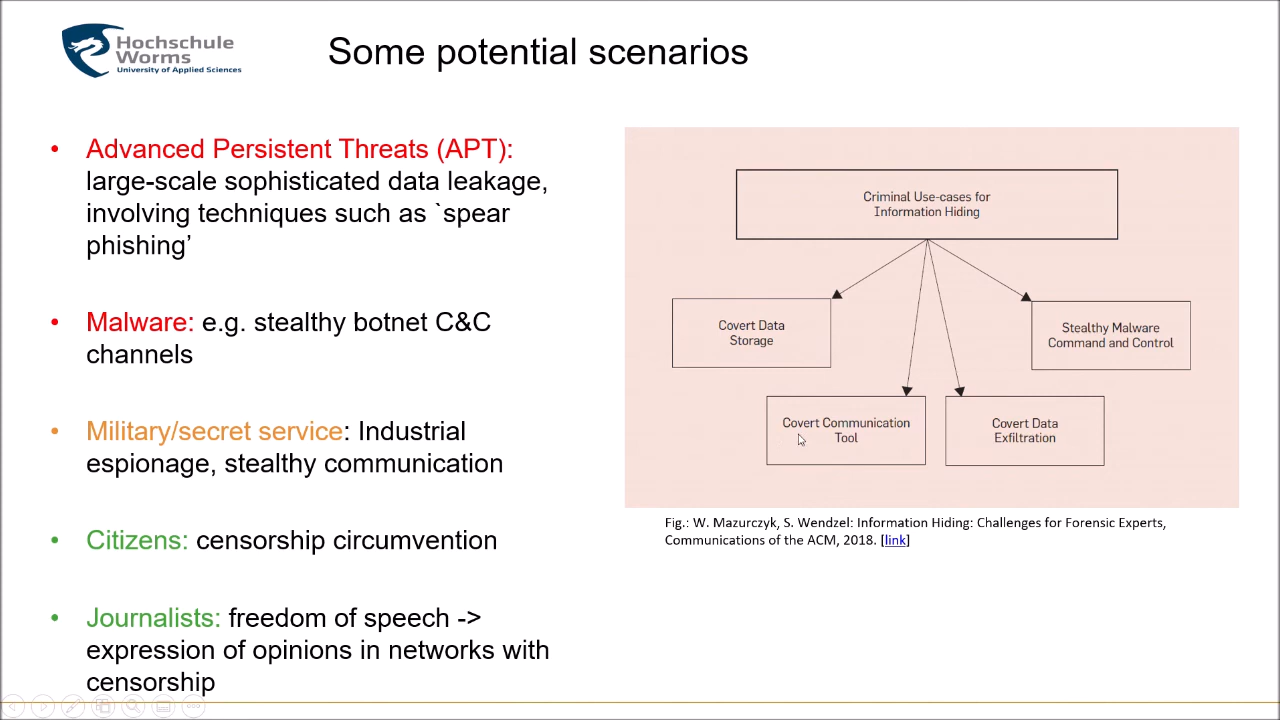 Hochschule
Worms
University of Applied Sciences
Some potential scenarios
• Advanced Persistent Threats (APT):
large-scale sophisticated data leakage,
involving techniques such as `spear
phishing’
• Malware: e.g. stealthy botnet C&C
channels
• Military/secret service: Industrial
espionage, stealthy communication
• Citizens: censorship circumvention
• Journalists: freedom of speech ->
expression of opinions in networks with
censorship
Criminal Use-cases for
Information Hiding
Covert Data
Storage
Stealthy Malware
Command and Control
Covert Communication
Tool
Covert Data
Exfiltration
Fig.: W. Mazurczyk, S. Wendzel: Information Hiding: Challenges for Forensic Experts,
Communications of the ACM, 2018. [link]